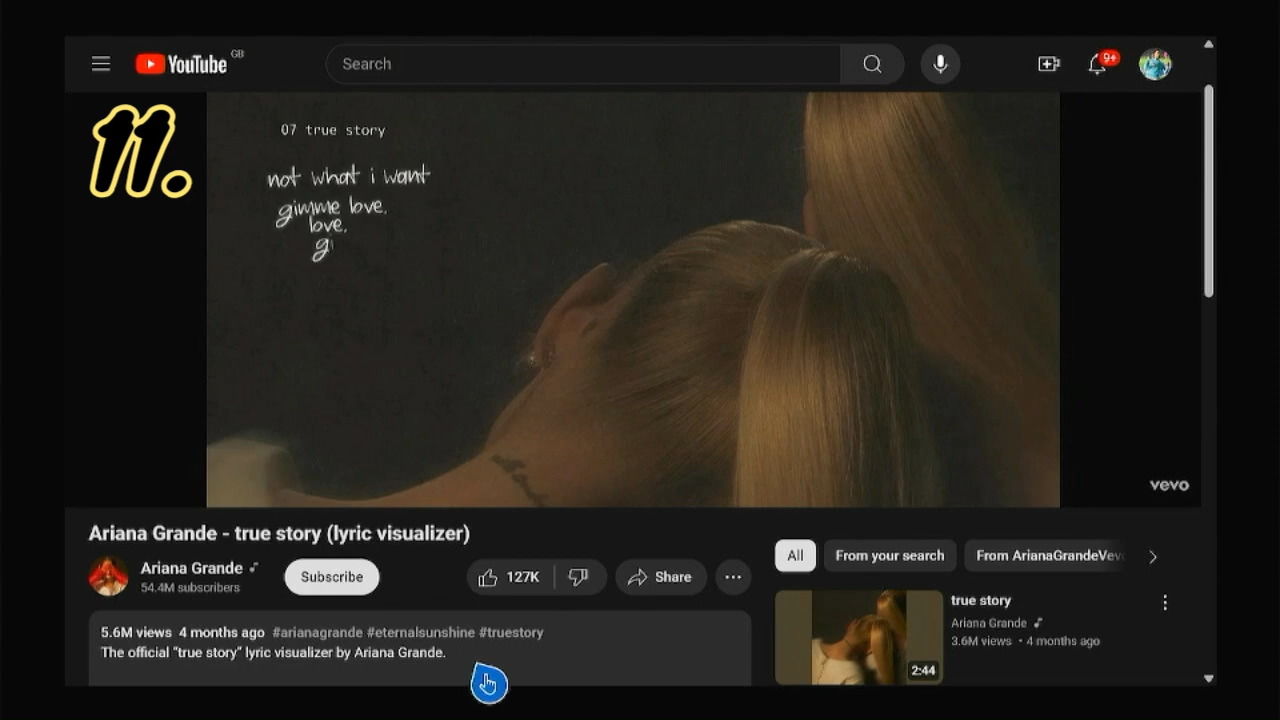 YouTube GB
Search
9+
11.
07 true story
not what i want
gimme love.
love.
g
vevo
Ariana Grande - true story (lyric visualizer)
Ariana Grande
54.4M subscribers
Subscribe
127K
Share
All
From your search
From ArianaGrandeVev
5.6M views 4 months ago #arianagrande #eternalsunshine #truestory
The official "true story" lyric visualizer by Ariana Grande.
true story
Ariana Grande
3.6M views • 4 months ago
2:44